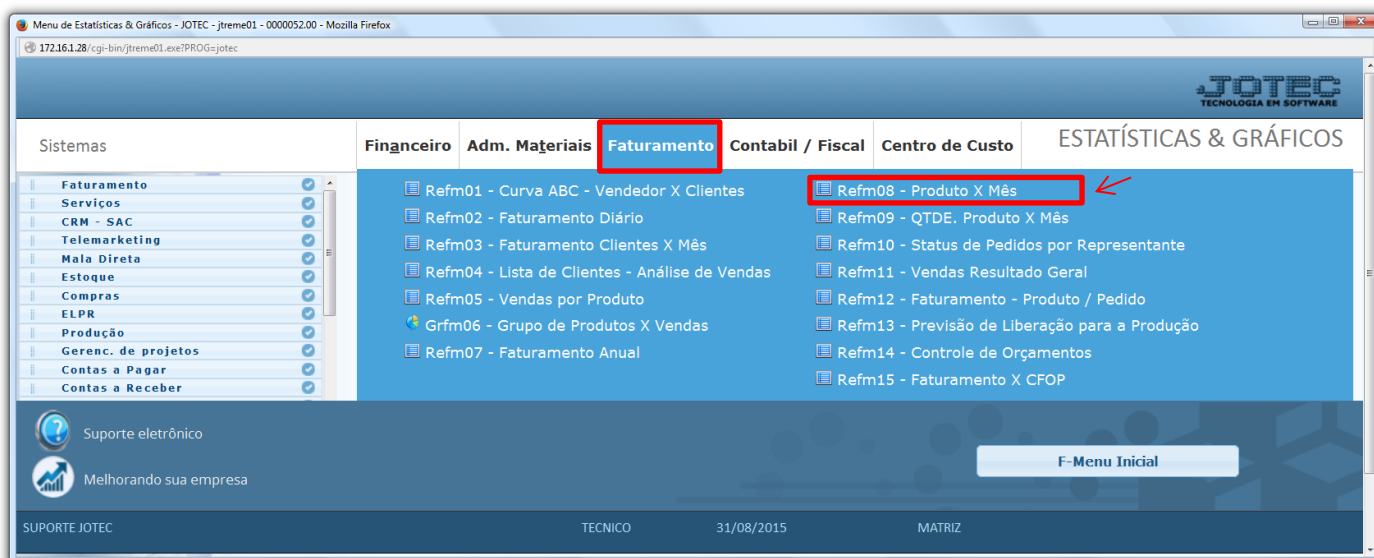 Menu de Estatísticas & Gráficos - JOTEC - jtreme01 - 0000052.00 - Mozilla Firefox
172.16.1.28/cgi-bin/jtreme01.exe?PROG=jotec
JOTEC
TECNOLOGIA EM SOFTWARE
Sistemas
Financeiro Adm. Materiais Faturamento Contabil / Fiscal Centro de Custo
ESTATÍSTICAS & GRÁFICOS
Faturamento
Serviços
CRM - SAC
Telemarketing
Mala Direta
Estoque
Compras
ELPR
Produção
Gerenc. de projetos
Contas a Pagar
Contas a Receber
Refm01 - Curva ABC - Vendedor X Clientes
Refm02 - Faturamento Diário
Refm03 - Faturamento Clientes X Mês
Refm04 - Lista de Clientes - Análise de Vendas
Refm05 - Vendas por Produto
Grfm06 - Grupo de Produtos X Vendas
Refm07 - Faturamento Anual
Refm08 - Produto X Mês
Refm09 - QTDE. Produto X Mês
Refm10 - Status de Pedidos por Representante
Refm11 - Vendas Resultado Geral
Refm12 - Faturamento - Produto / Pedido
Refm13 - Previsão de Liberação para a Produção
Refm14 - Controle de Orçamentos
Refm15 - Faturamento X CFOP
Suporte eletrônico
Melhorando sua empresa
F-Menu Inicial
SUPORTE JOTEC TECNICO 31/08/2015 MATRIZ